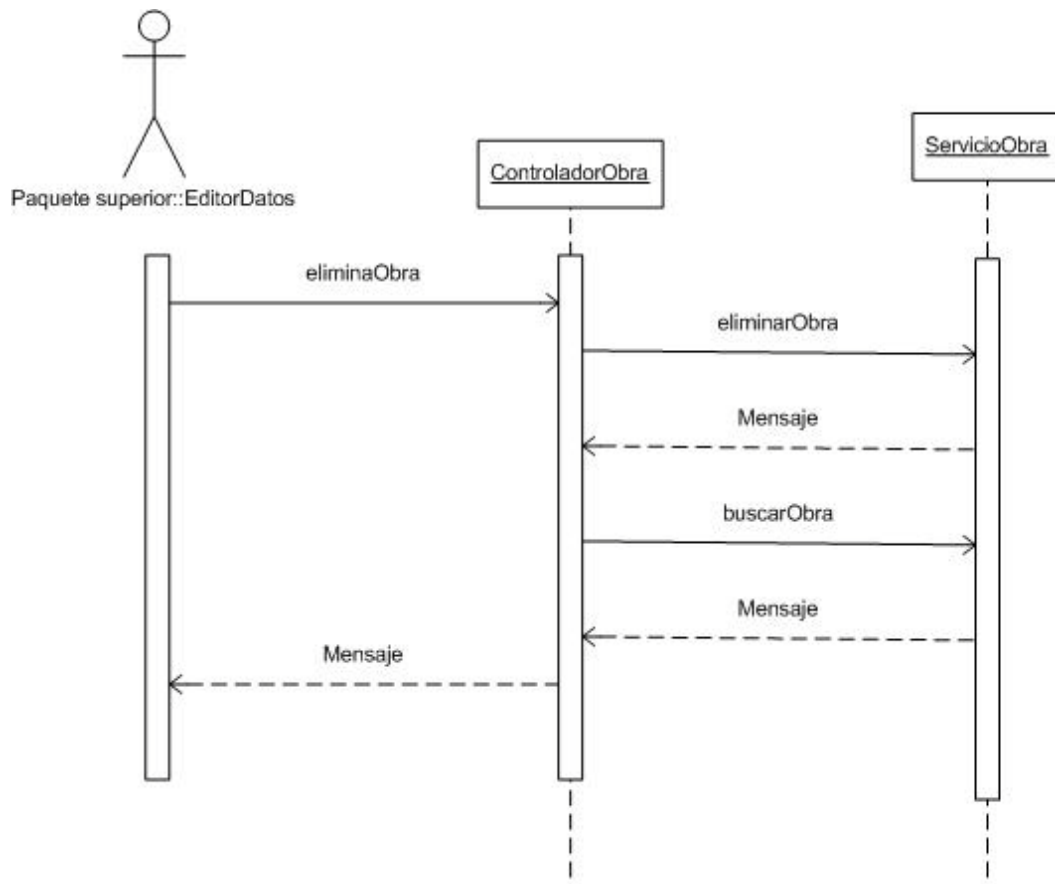 Paquete superior::EditorDatos
ControladorObra
ServicioObra
eliminaObra
eliminarObra
Mensaje
buscarObra
Mensaje
Mensaje